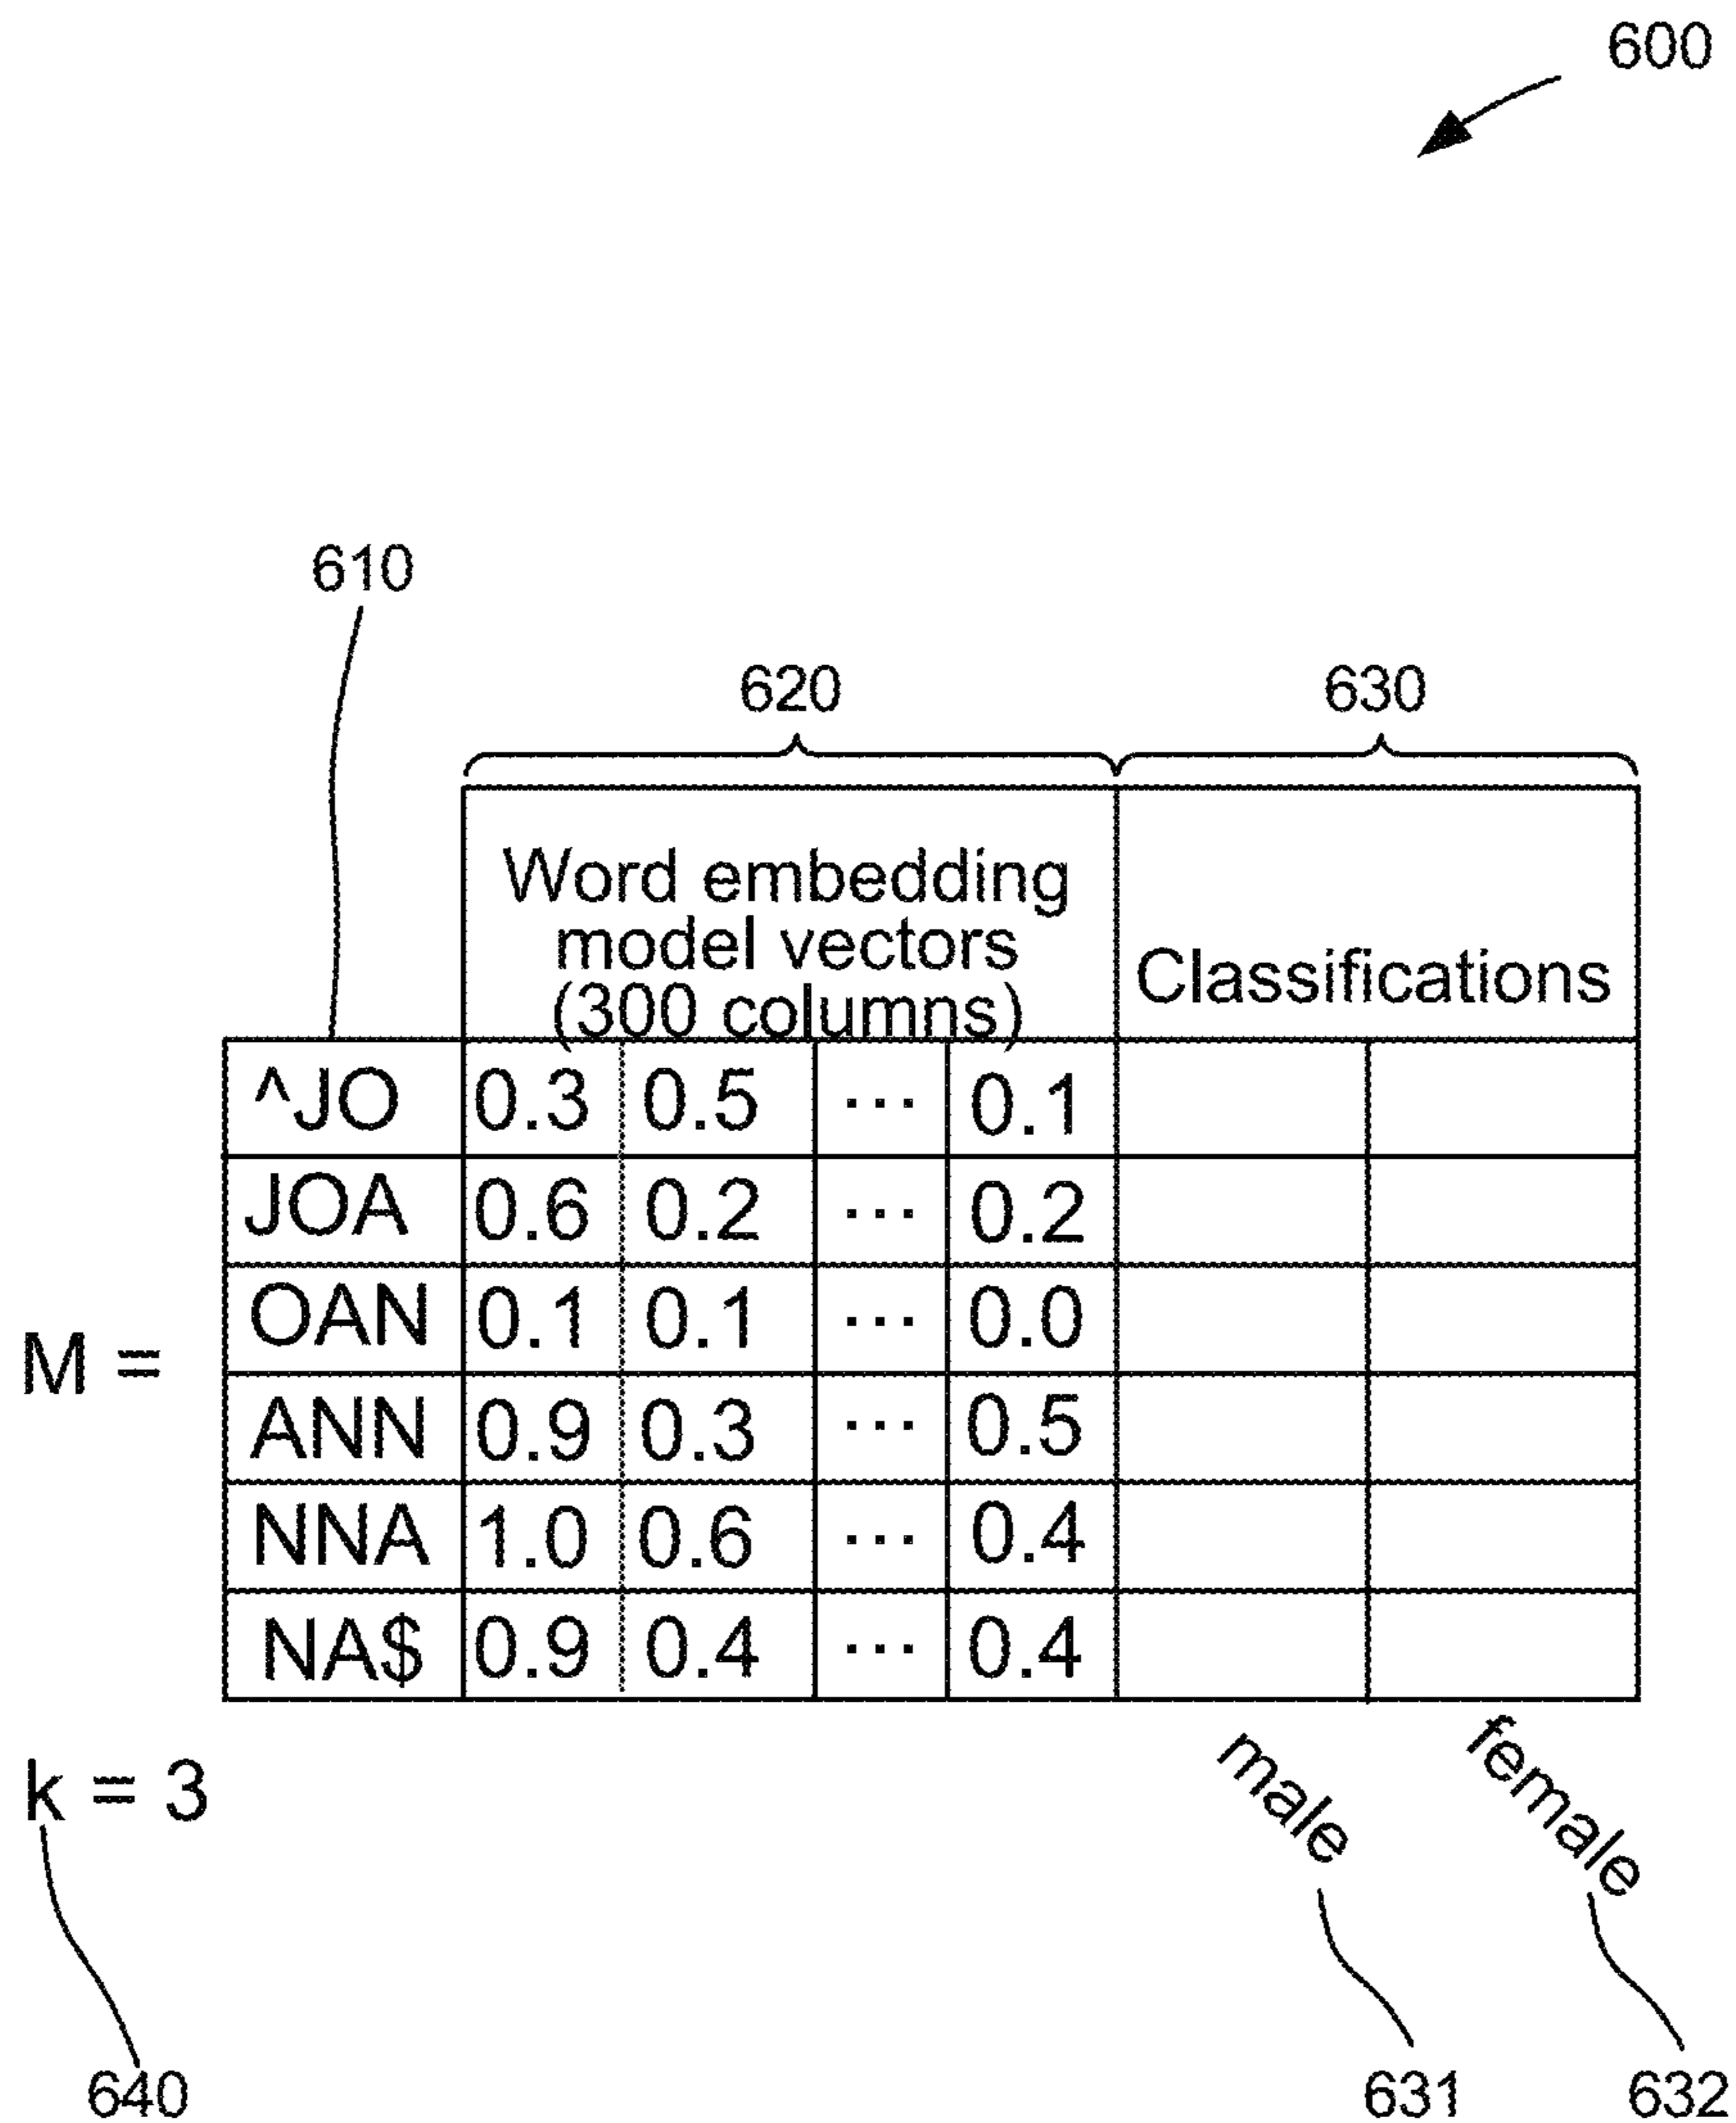 600
610
620 630
Word embedding
model vectors
(300 columns)
Classifications
^JO 0.3 0.5 ... 0.1
JOA 0.6 0.2 ... 0.2
OAN 0.1 0.1 ... 0.0
M =
ANN 0.9 0.3 ... 0.5
NNA 1.0 0.6 ... 0.4
NA$ 0.9 0.4 ... 0.4
k = 3
male
female
640
631
632